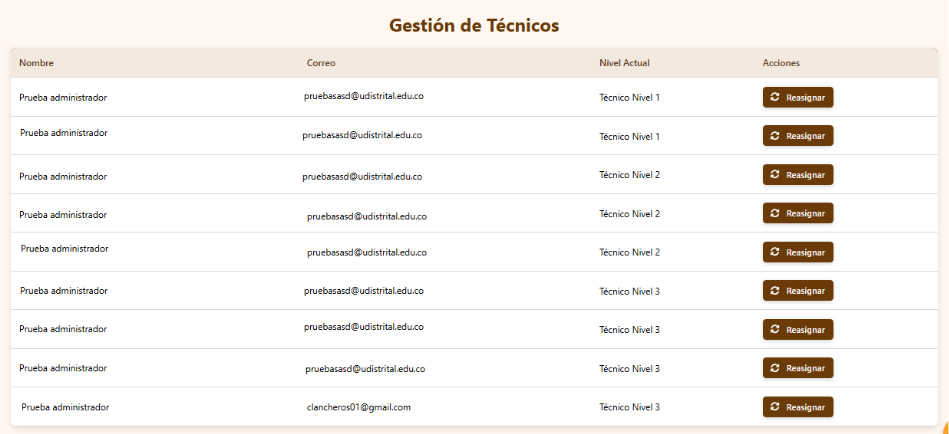 Gestión de Técnicos
Nombre Correo Nivel Actual Acciones
Prueba administrador pruebasasd@udistrital.edu.co Técnico Nivel 1 Reasignar
Prueba administrador pruebasasd@udistrital.edu.co Técnico Nivel 1 Reasignar
Prueba administrador pruebasasd@udistrital.edu.co Técnico Nivel 2 Reasignar
Prueba administrador pruebasasd@udistrital.edu.co Técnico Nivel 2 Reasignar
Prueba administrador pruebasasd@udistrital.edu.co Técnico Nivel 2 Reasignar
Prueba administrador pruebasasd@udistrital.edu.co Técnico Nivel 3 Reasignar
Prueba administrador pruebasasd@udistrital.edu.co Técnico Nivel 3 Reasignar
Prueba administrador pruebasasd@udistrital.edu.co Técnico Nivel 3 Reasignar
Prueba administrador clancheros01@gmail.com Técnico Nivel 3 Reasignar